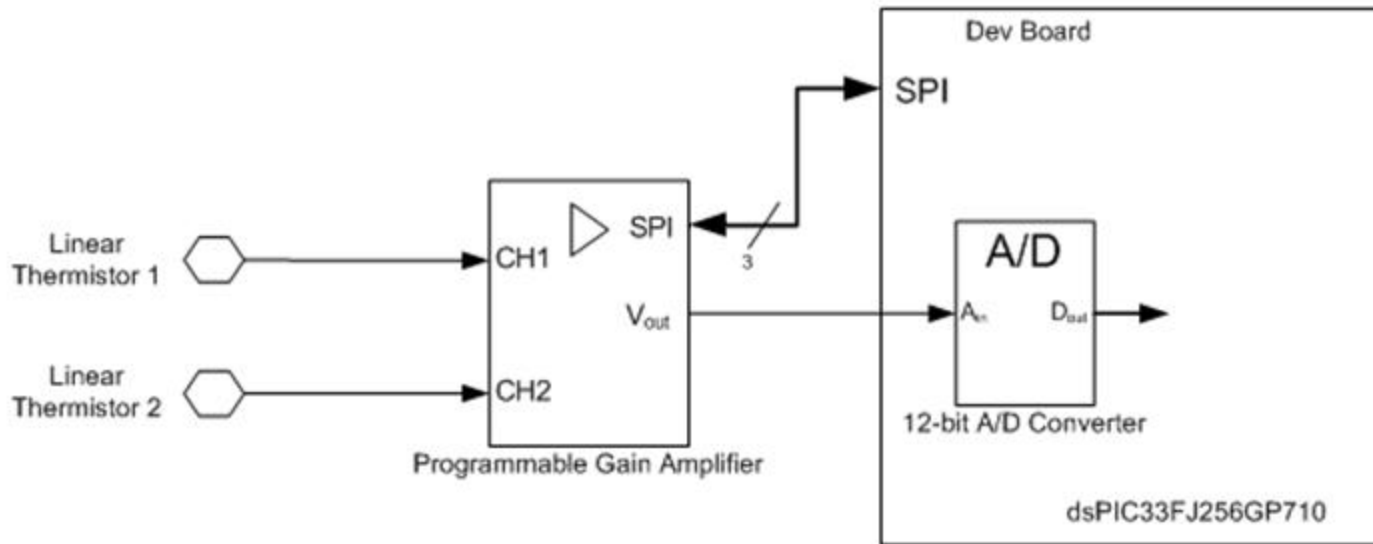 Dev Board
SPI
Linear
Thermistor 1
CH1
SPI
3
A/D
Vout
Ain
Dout
Linear
Thermistor 2
CH2
12-bit A/D Converter
Programmable Gain Amplifier
dsPIC33FJ256GP710